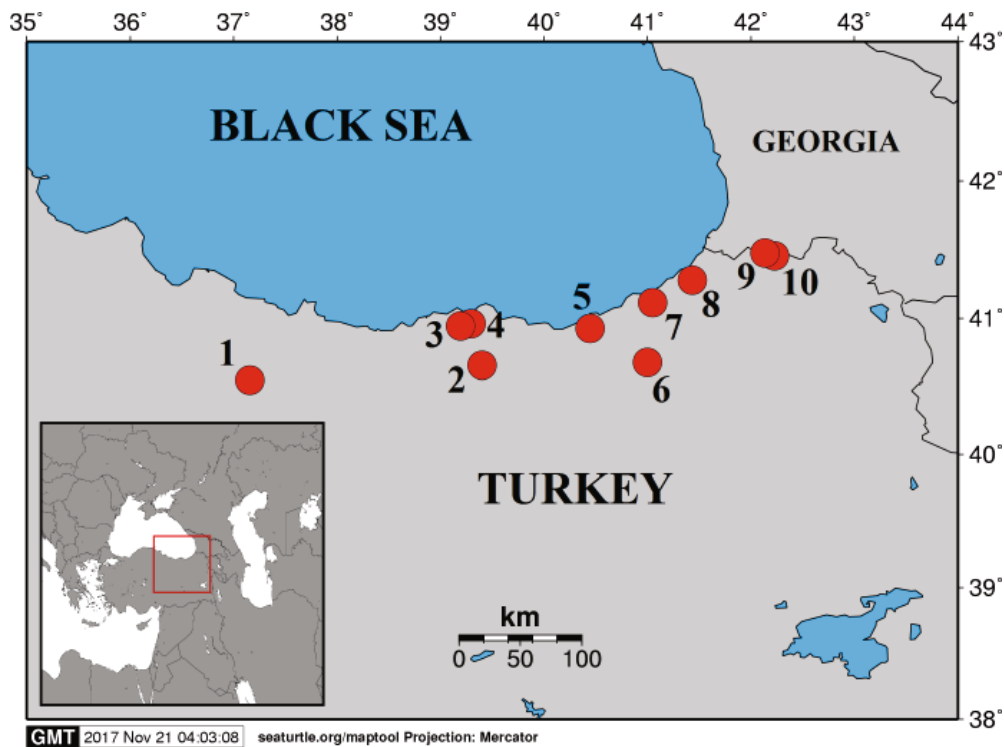 35° 36° 37° 38° 39° 40° 41° 42° 43° 44°
43°
BLACK SEA
GEORGIA
42°
9 10
8
41°
5 7
3 4
1 2 6
40°
TURKEY
39°
km
0 50 100
38°
GMT 2017 Nov 21 04:03:08 seaturtle.org/maptool Projection: Mercator